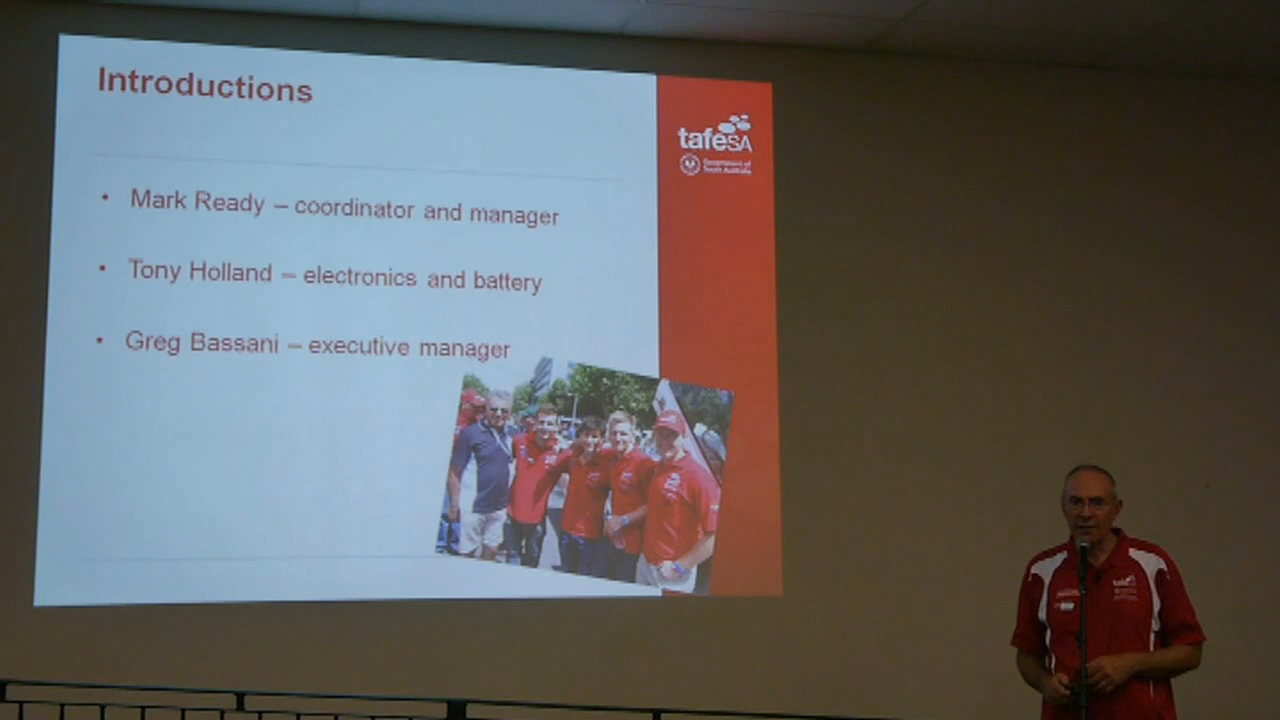 Introductions
tafeSA
Government of
South Australia
• Mark Ready – coordinator and manager
• Tony Holland – electronics and battery
• Greg Bassani – executive manager
tafe